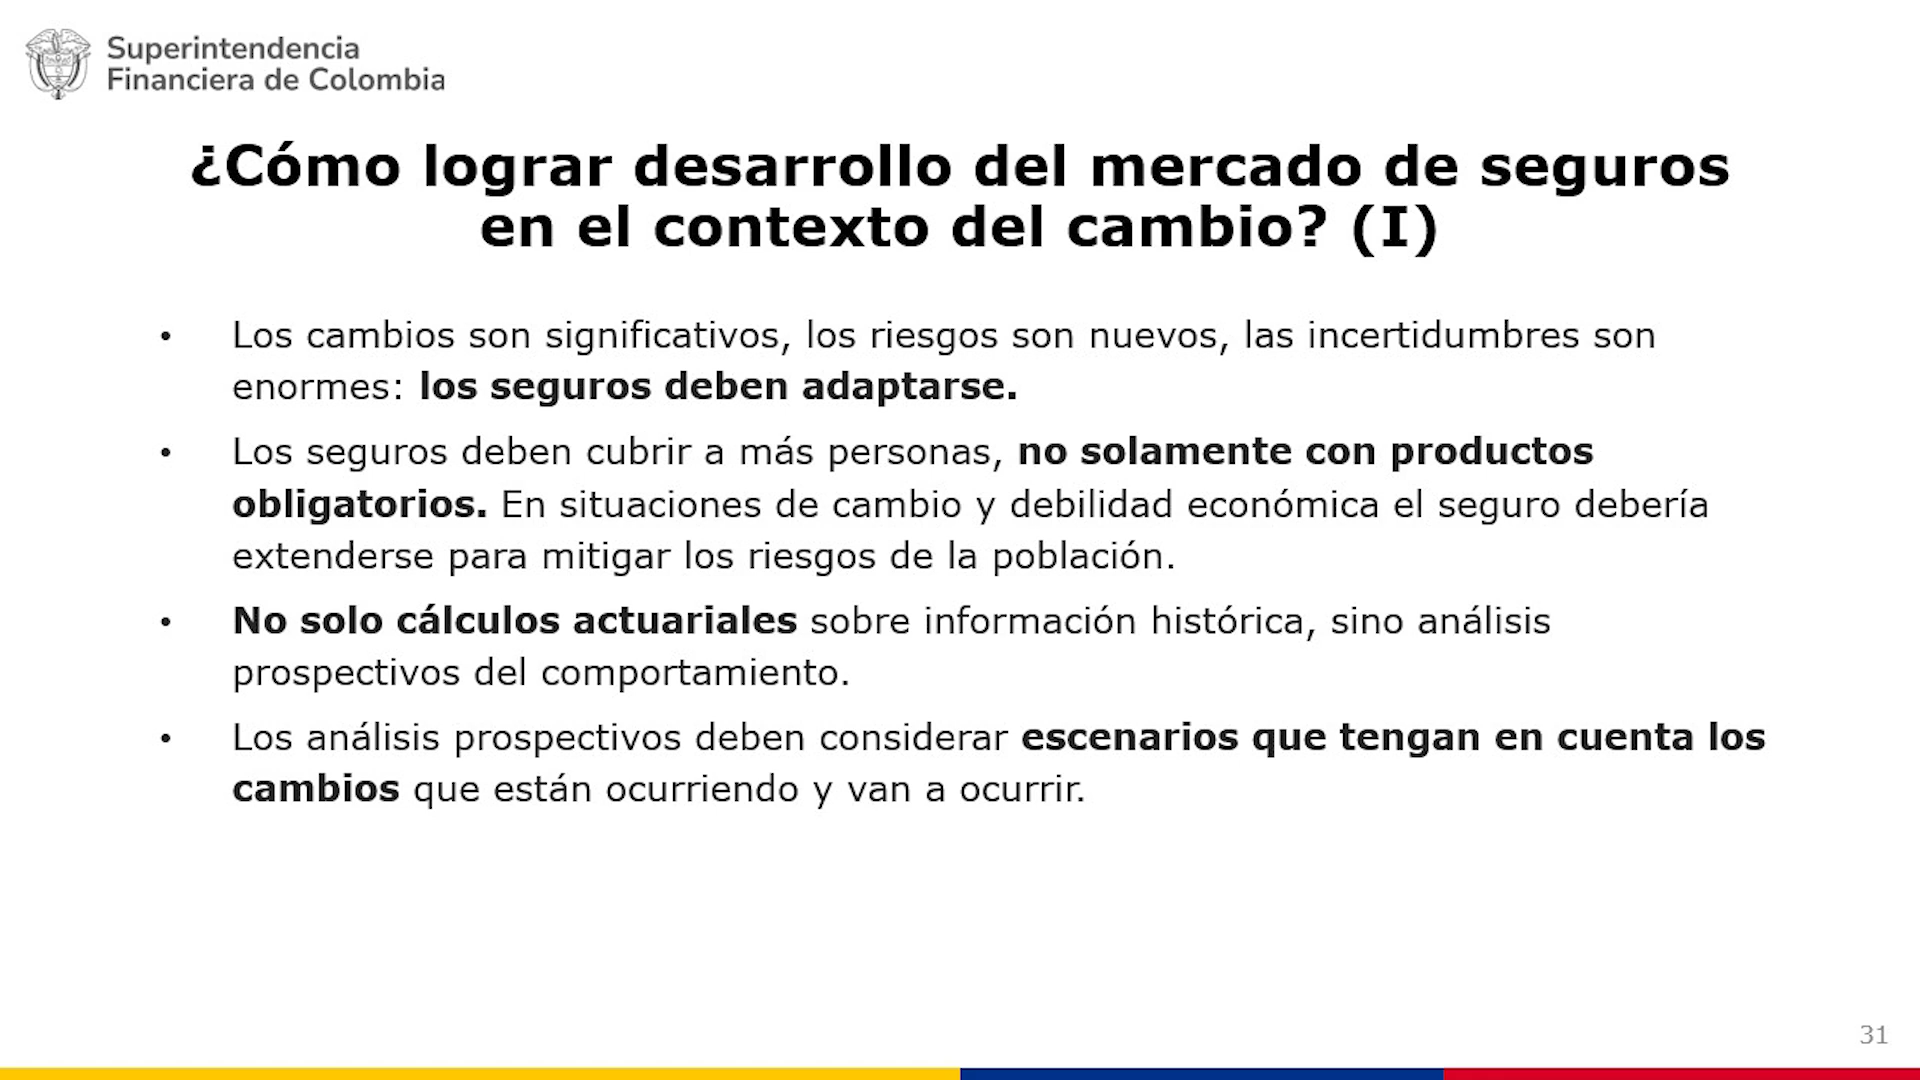 Superintendencia
Financiera de Colombia
¿Cómo lograr desarrollo del mercado de seguros
en el contexto del cambio? (I)
• Los cambios son significativos, los riesgos son nuevos, las incertidumbres son
enormes: los seguros deben adaptarse.
• Los seguros deben cubrir a más personas, no solamente con productos
obligatorios. En situaciones de cambio y debilidad económica el seguro debería
extenderse para mitigar los riesgos de la población.
• No solo cálculos actuariales sobre información histórica, sino análisis
prospectivos del comportamiento.
• Los análisis prospectivos deben considerar escenarios que tengan en cuenta los
cambios que están ocurriendo y van a ocurrir.
31